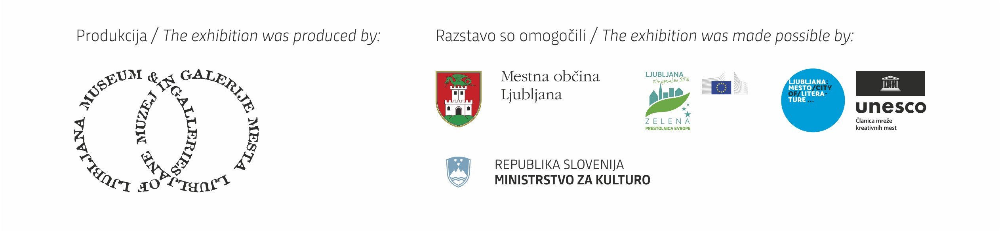 Produkcija / The exhibition was produced by:
MUZEJ IN GALERIJE MESTA LJUBLJANE
MUSEUM & GALLERIES OF LJUBLJANA
Razstavo so omogočili / The exhibition was made possible by:
Mestna občina
Ljubljana
LJUBLJANA
Zmagovalka 2016
ZELENA
PRESTOLNICA EVROPE
LJUBLJANA:
MESTO/CITY
OF/LITERA-
TURE ...
UNESCO
unesco
Članica mreže
kreativnih mest
REPUBLIKA SLOVENIJA
MINISTRSTVO ZA KULTURO